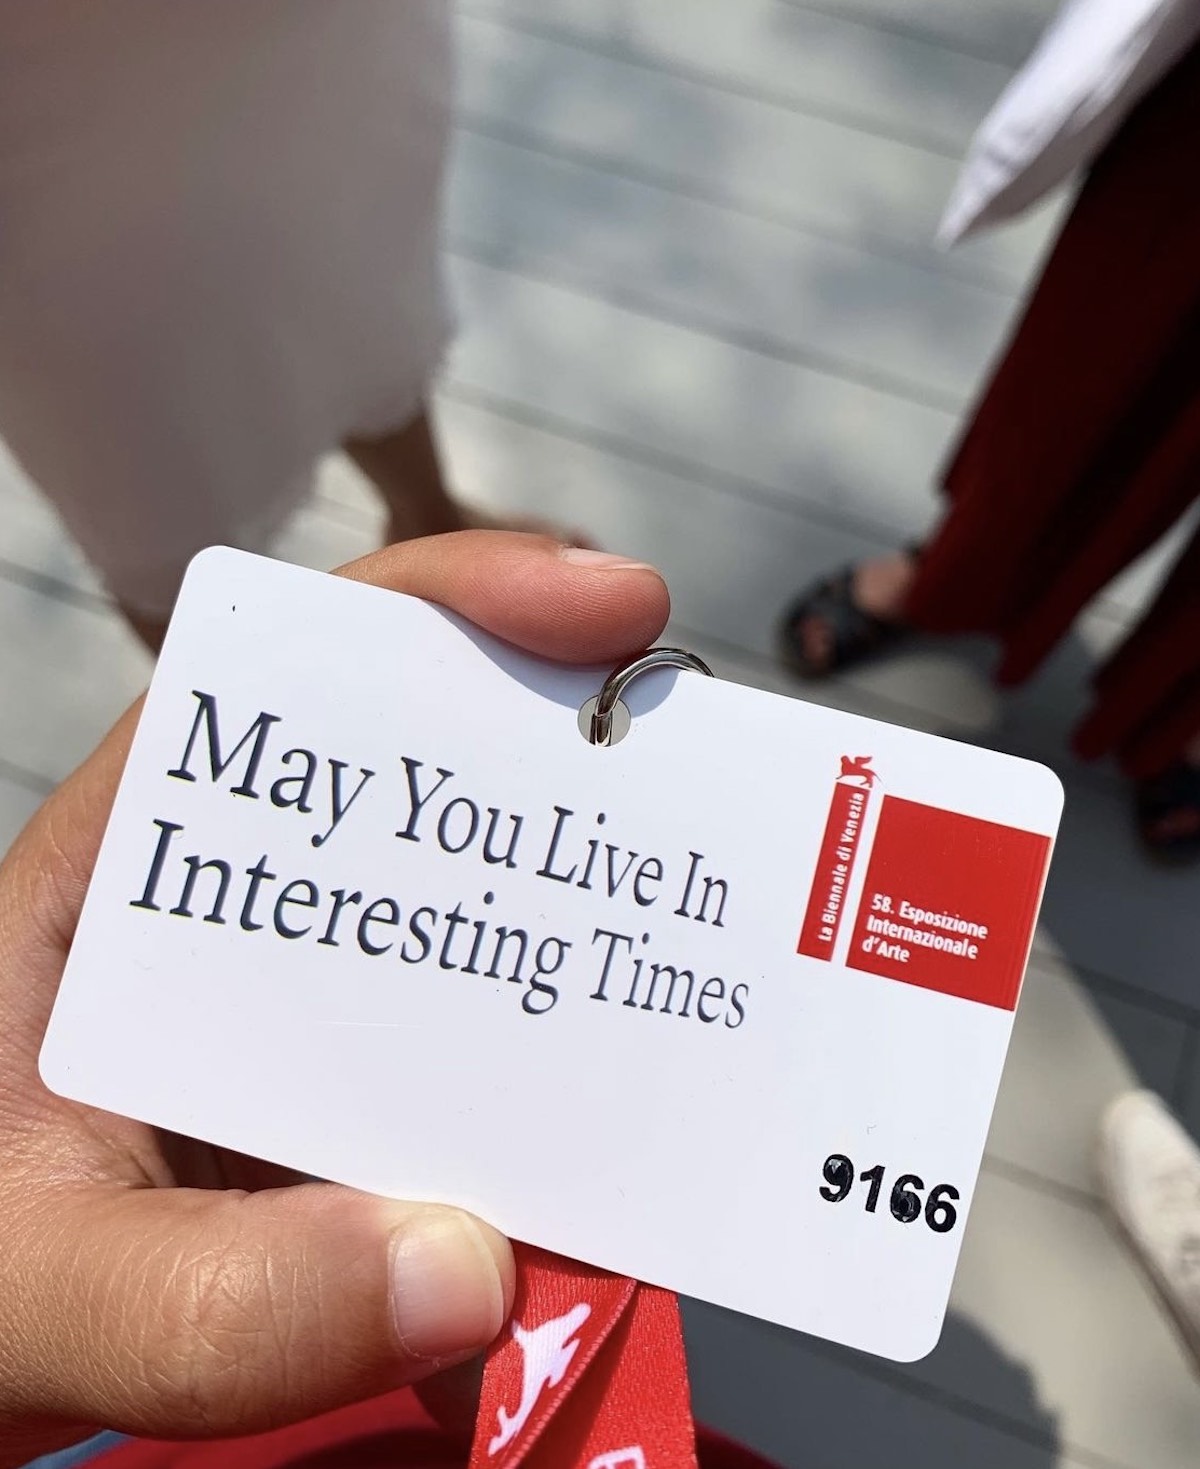 May You Live In
Interesting Times
La Biennale di Venezia
58. Esposizione
Internazionale
d'Arte
9166